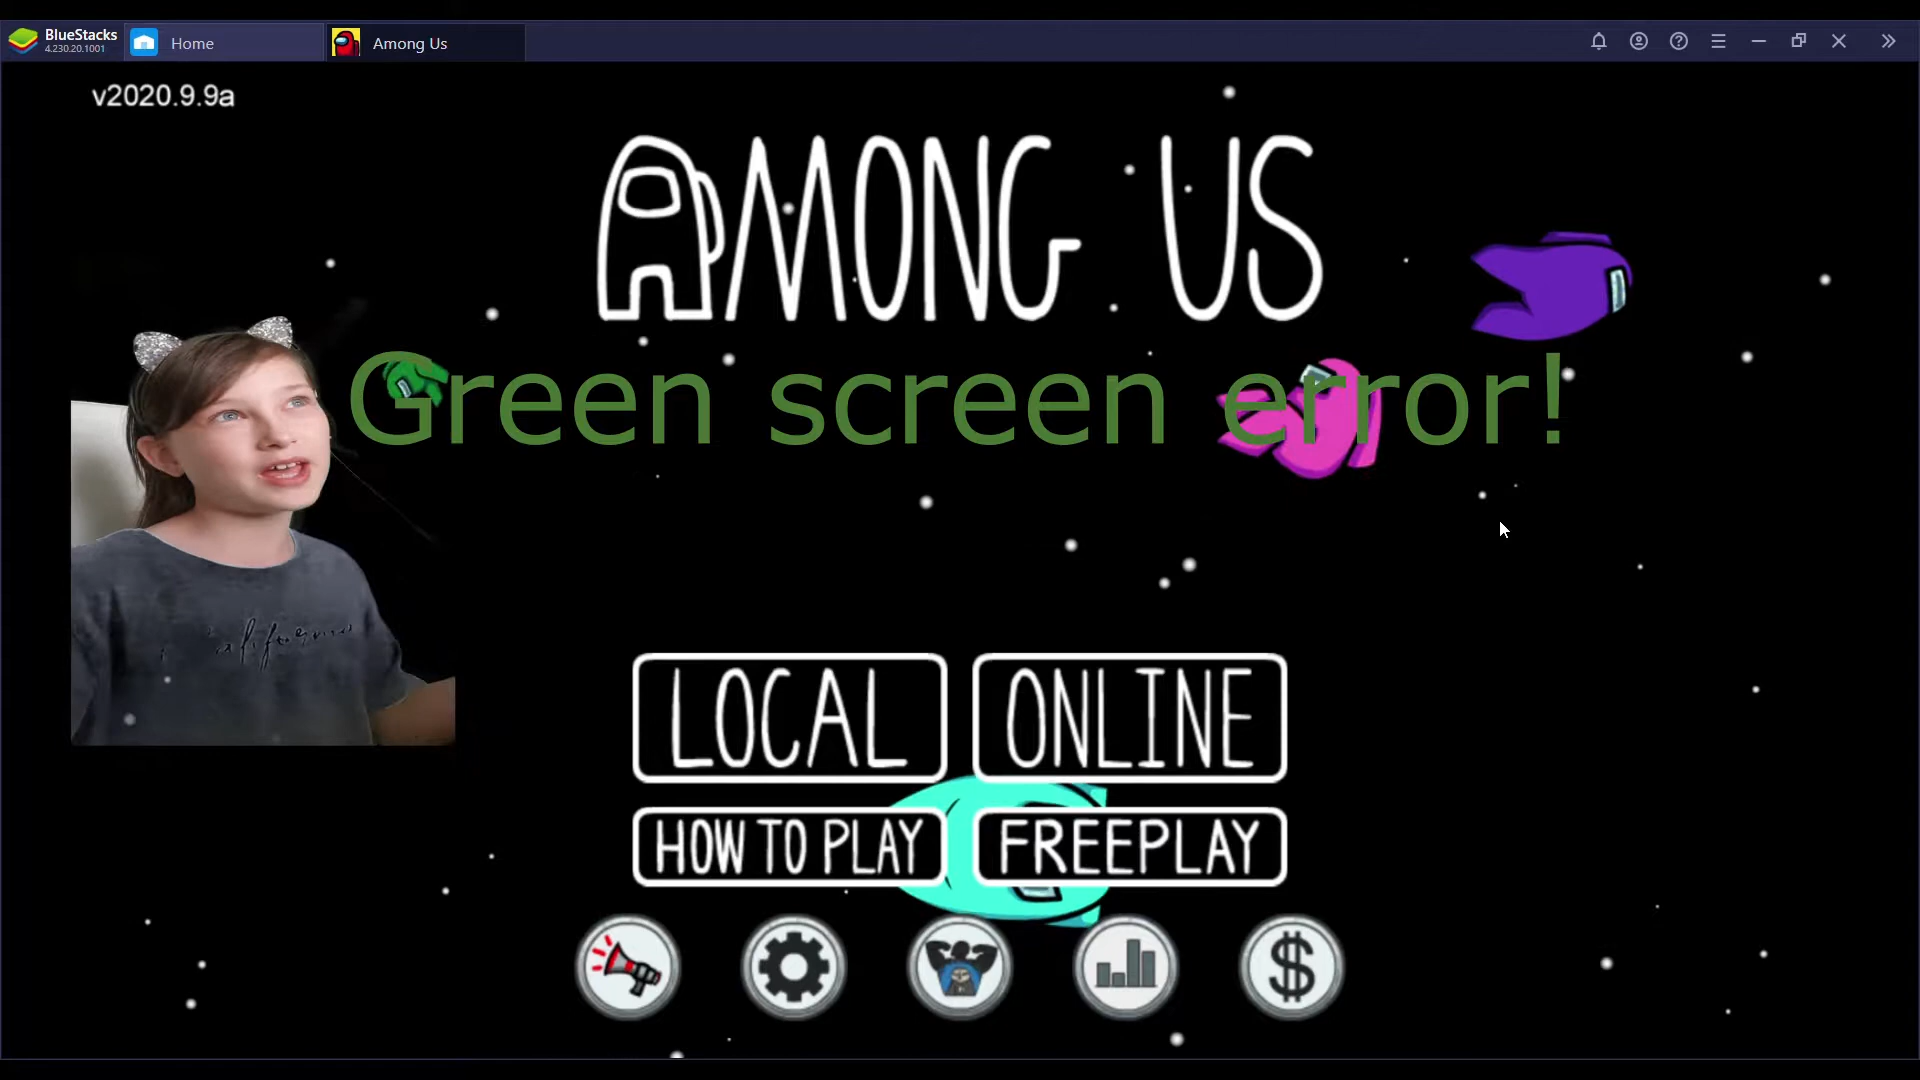 BlueStacks
4.230.20.1001
Home
Among Us
v2020.9.9a
AMONG US
Green screen error!
LOCAL
ONLINE
HOW TO PLAY
FREEPLAY
$